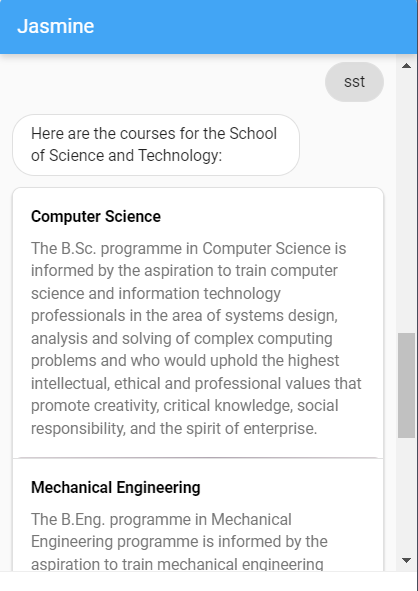 Jasmine
sst
Here are the courses for the School
of Science and Technology:
Computer Science
The B.Sc. programme in Computer Science is
informed by the aspiration to train computer
science and information technology
professionals in the area of systems design,
analysis and solving of complex computing
problems and who would uphold the highest
intellectual, ethical and professional values that
promote creativity, critical knowledge, social
responsibility, and the spirit of enterprise.
Mechanical Engineering
The B.Eng. programme in Mechanical
Engineering programme is informed by the
aspiration to train mechanical engineering